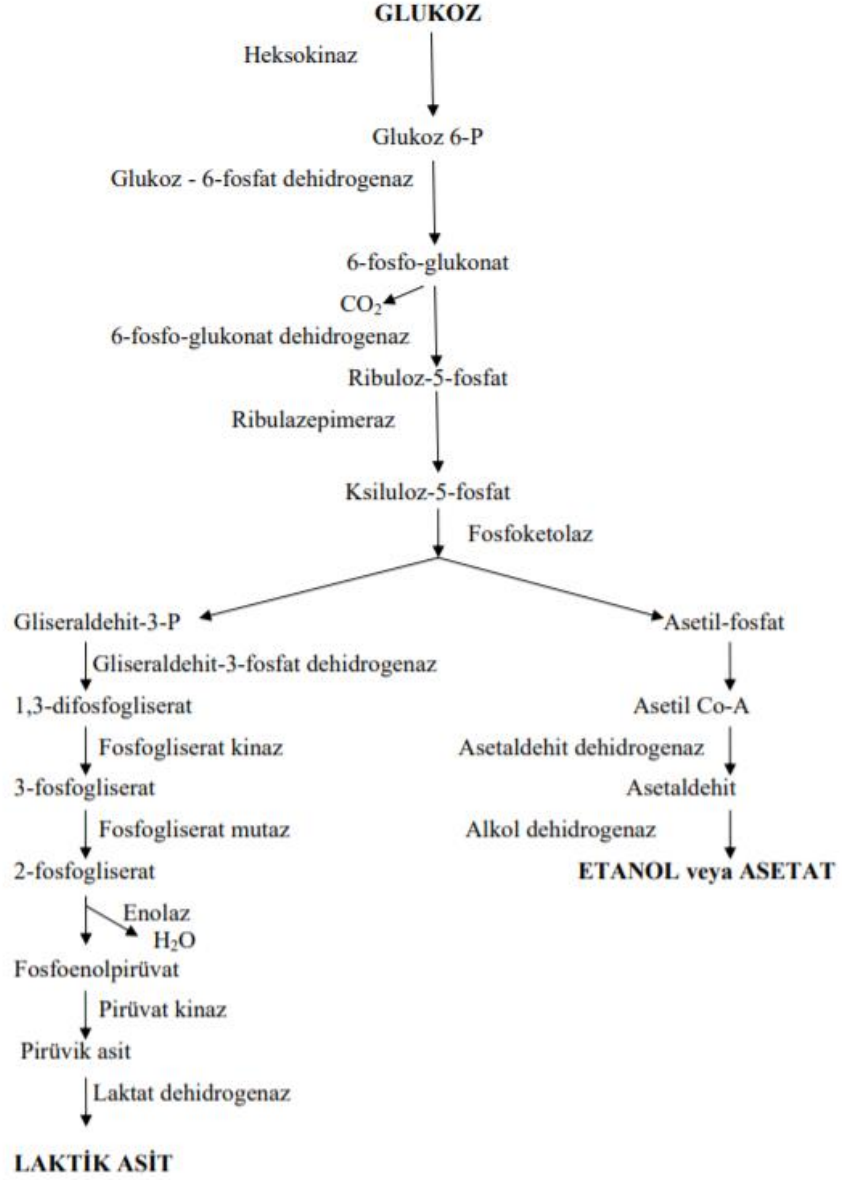 GLUKOZ
Heksokinaz
Glukoz 6-P
Glukoz - 6-fosfat dehidrogenaz
6-fosfo-glukonat
CO₂
6-fosfo-glukonat dehidrogenaz
Ribuloz-5-fosfat
Ribulazepimeraz
Ksiluloz-5-fosfat
Fosfoketolaz
Gliseraldehit-3-P
Gliseraldehit-3-fosfat dehidrogenaz
1,3-difosfogliserat
Fosfogliserat kinaz
3-fosfogliserat
Fosfogliserat mutaz
2-fosfogliserat
Enolaz
H₂O
Fosfoenolpirüvat
Pirüvat kinaz
Pirüvik asit
Laktat dehidrogenaz
LAKTİK ASİT
Asetil-fosfat
Asetil Co-A
Asetaldehit dehidrogenaz
Asetaldehit
Alkol dehidrogenaz
ETANOL veya ASETAT